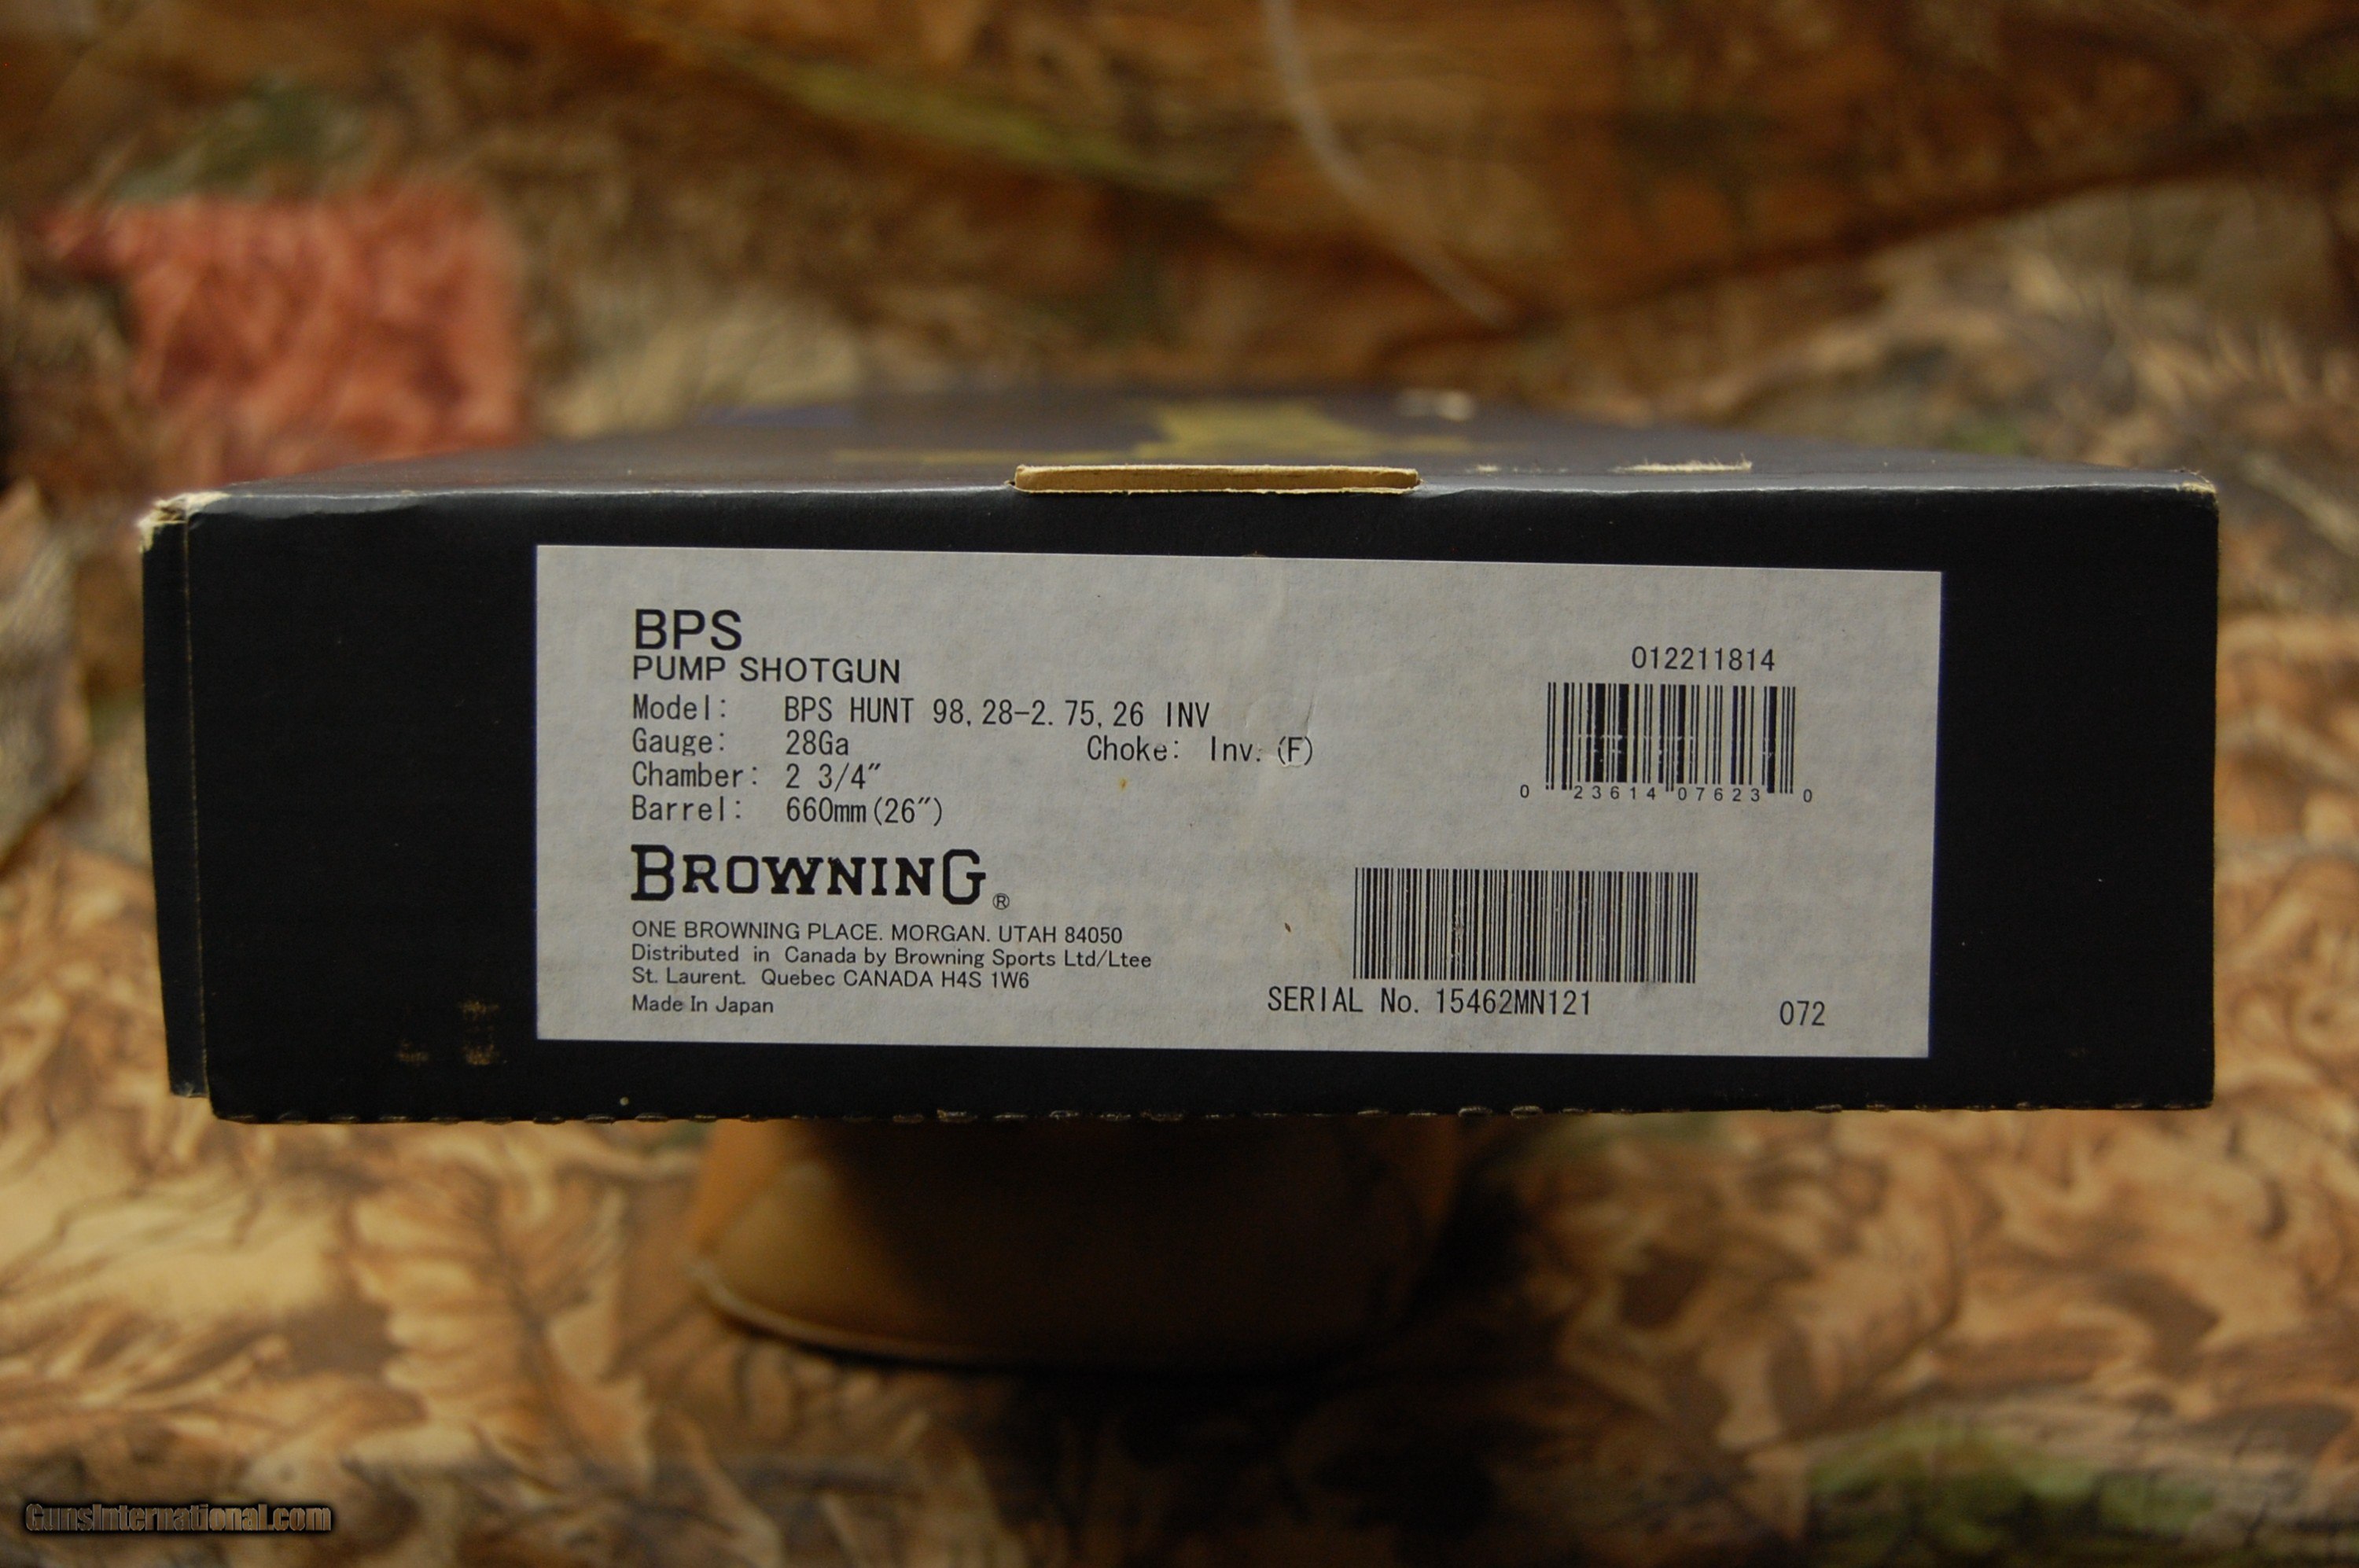 BPS
PUMP SHOTGUN
Model: BPS HUNT 98,28-2.75,26 INV
Gauge: 28Ga Choke: Inv. (F)
Chamber: 2 3/4"
Barrel: 660mm(26")
BROWNING®
ONE BROWNING PLACE. MORGAN. UTAH 84050
Distributed in Canada by Browning Sports Ltd/Ltee
St. Laurent. Quebec CANADA H4S 1W6
Made In Japan
012211814
0 23614 07623 0
SERIAL No. 15462MN121
072
GunsInternational.com